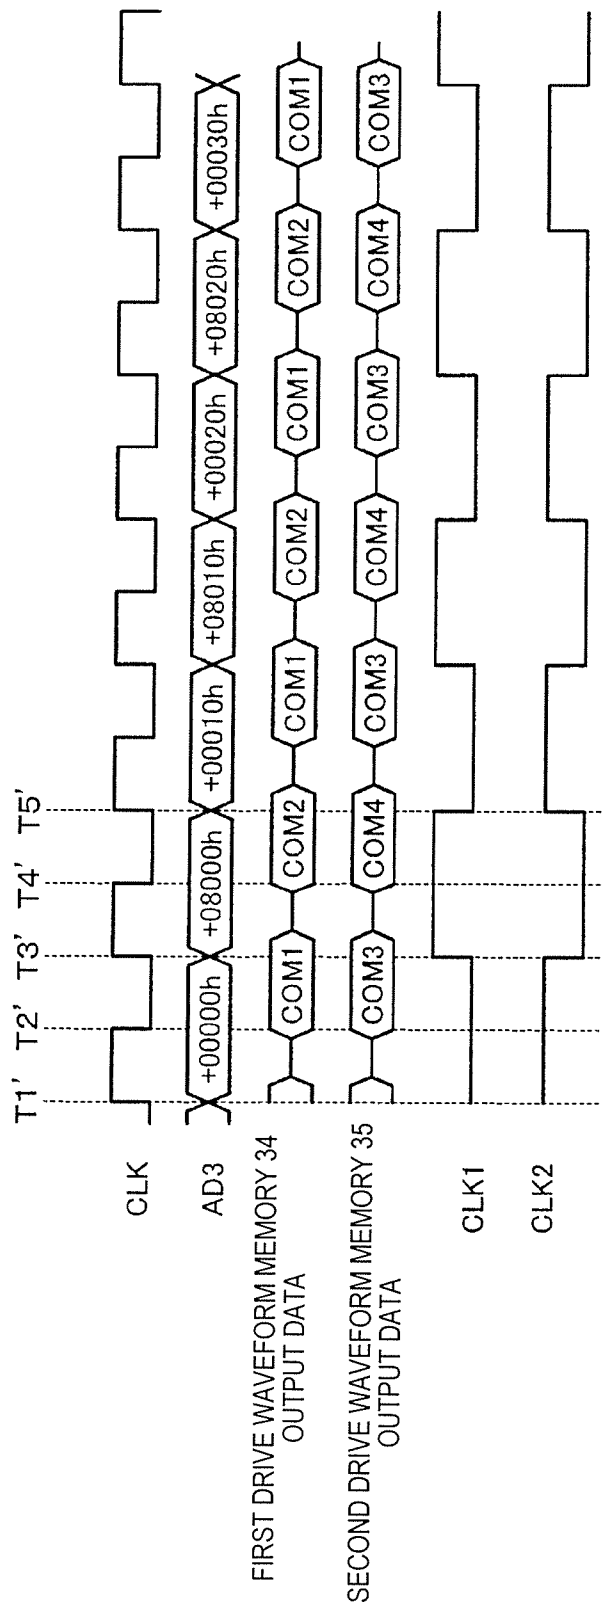 T1' T2' T3' T4' T5'
CLK
AD3 +00000h +08000h +00010h +08010h +00020h +08020h +00030h
FIRST DRIVE WAVEFORM MEMORY 34
OUTPUT DATA
COM1 COM2 COM1 COM2 COM1 COM2 COM1
SECOND DRIVE WAVEFORM MEMORY 35
OUTPUT DATA
COM3 COM4 COM3 COM4 COM3 COM4 COM3
CLK1
CLK2